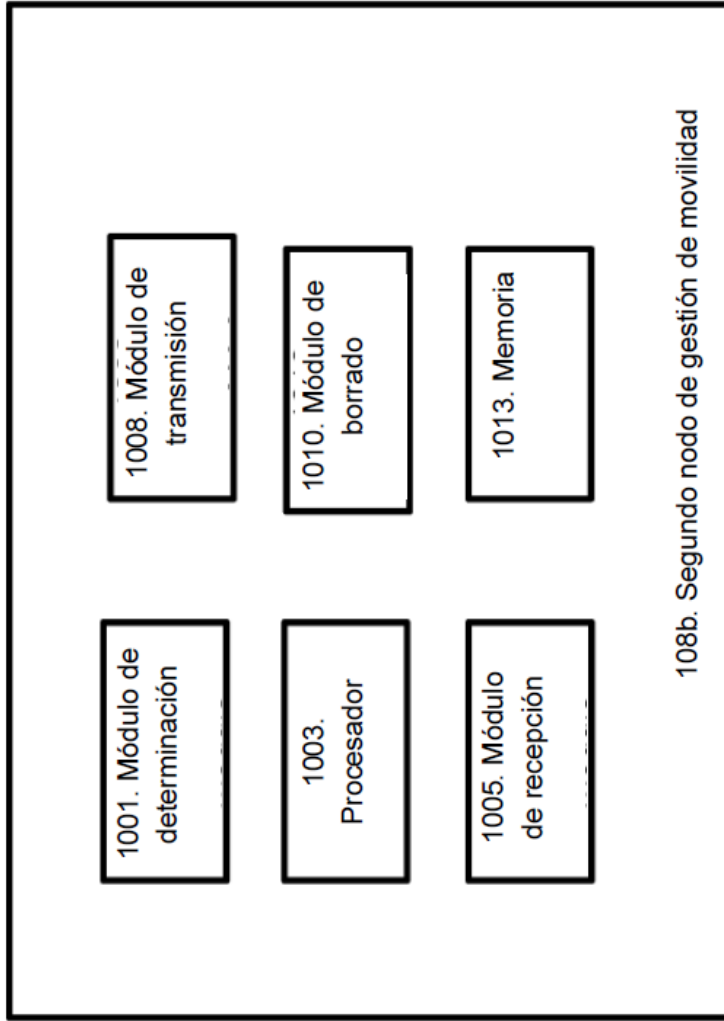 1001. Módulo de
determinación
1008. Módulo de
transmisión
1003.
Procesador
1010. Módulo de
borrado
1005. Módulo
de recepción
1013. Memoria
108b. Segundo nodo de gestión de movilidad